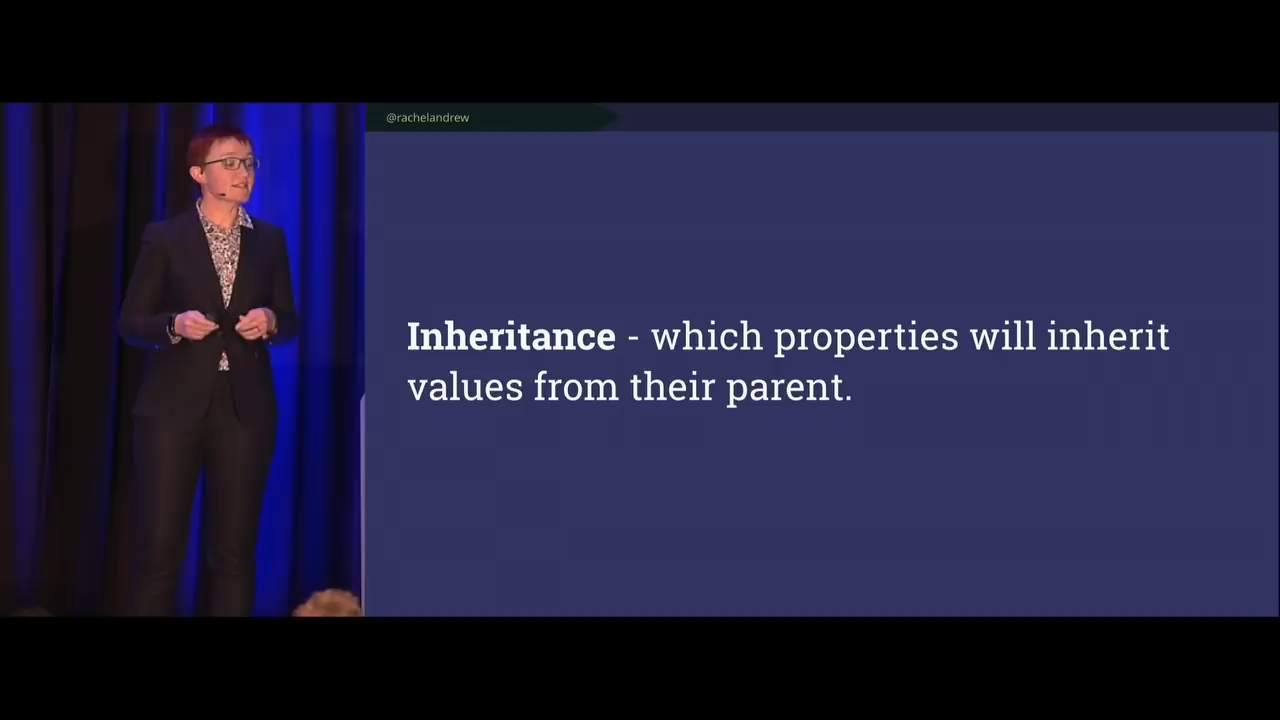 @rachelandrew
Inheritance - which properties will inherit
values from their parent.